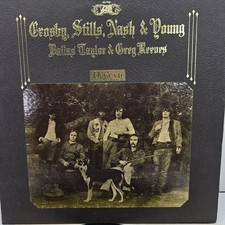 Crosby, Stills, Nash & Young
Dallas Taylor & Greg Reeves
Déjà Vu